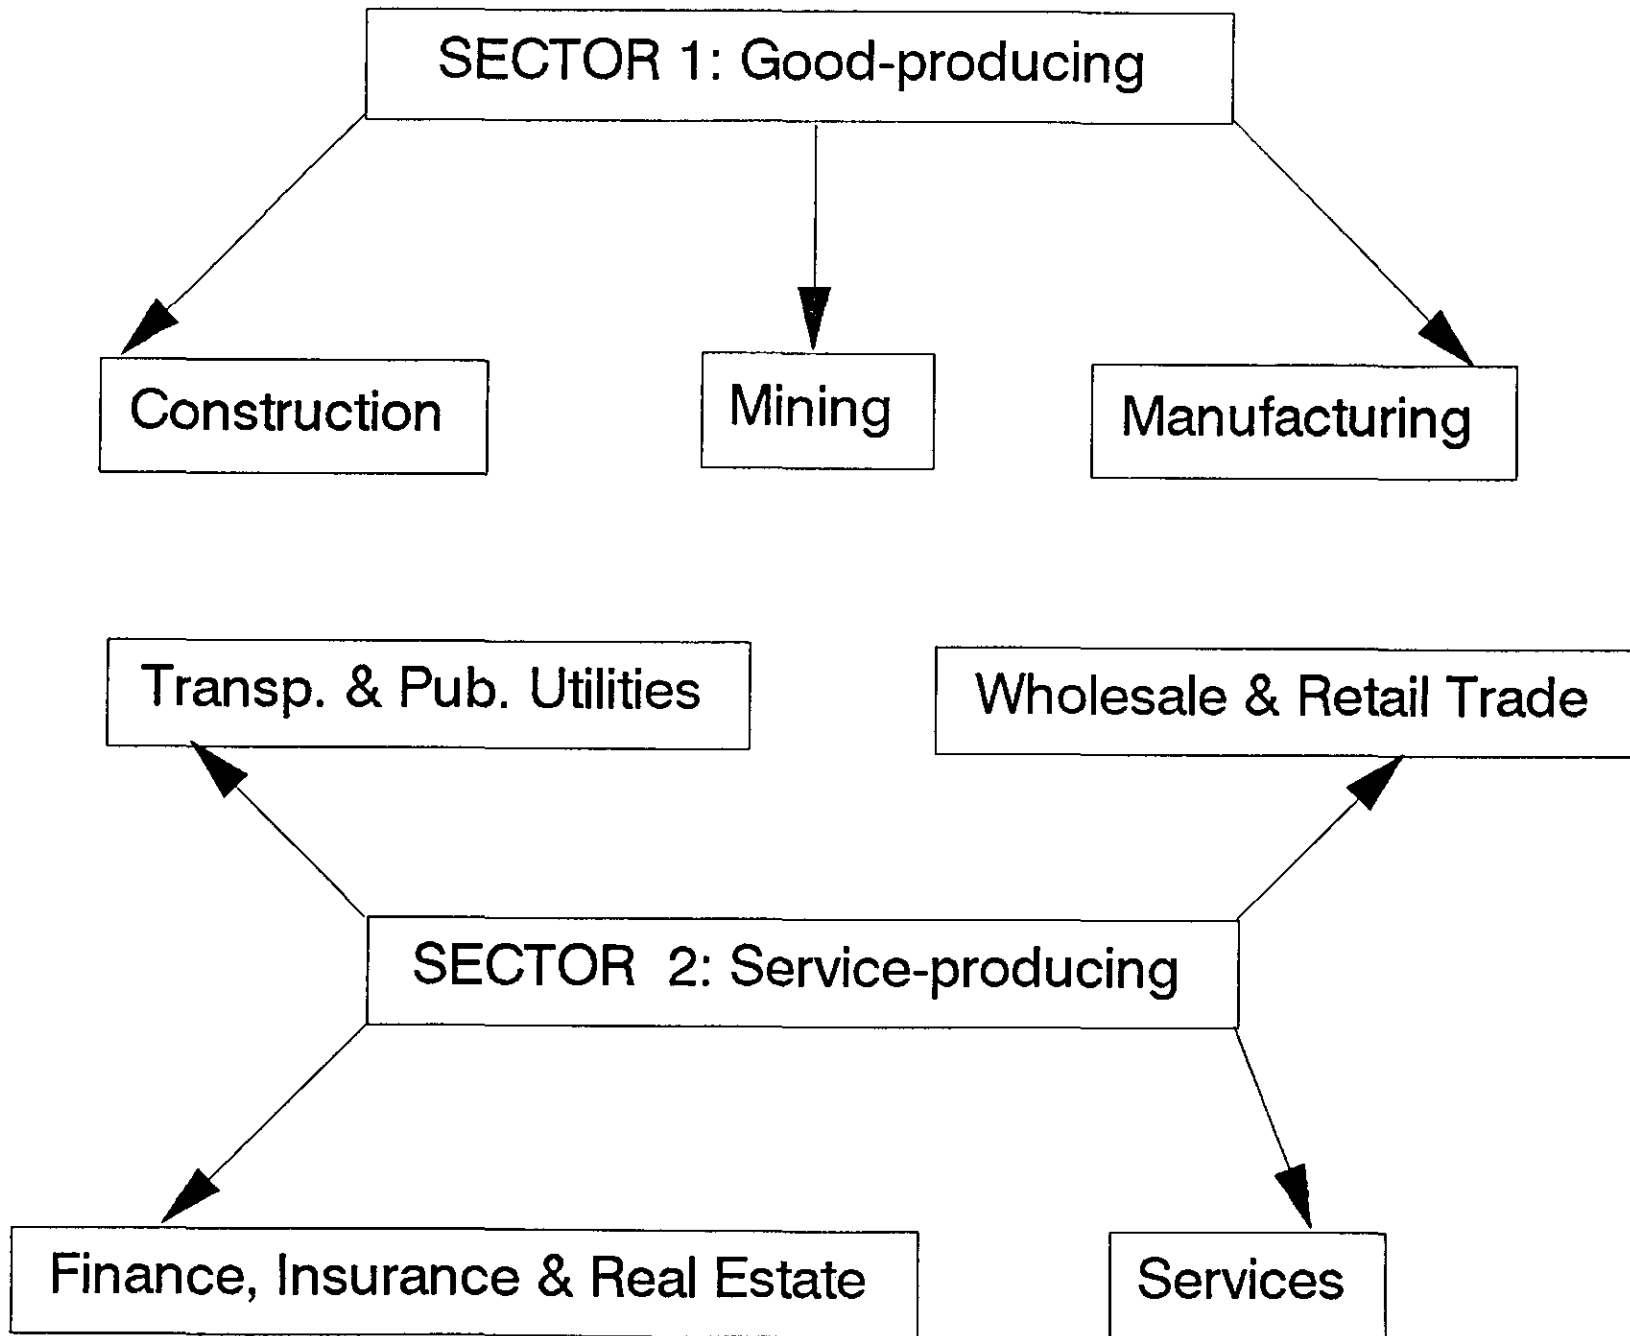 SECTOR 1: Good-producing
Construction
Mining
Manufacturing
Transp. & Pub. Utilities
Wholesale & Retail Trade
SECTOR 2: Service-producing
Finance, Insurance & Real Estate
Services